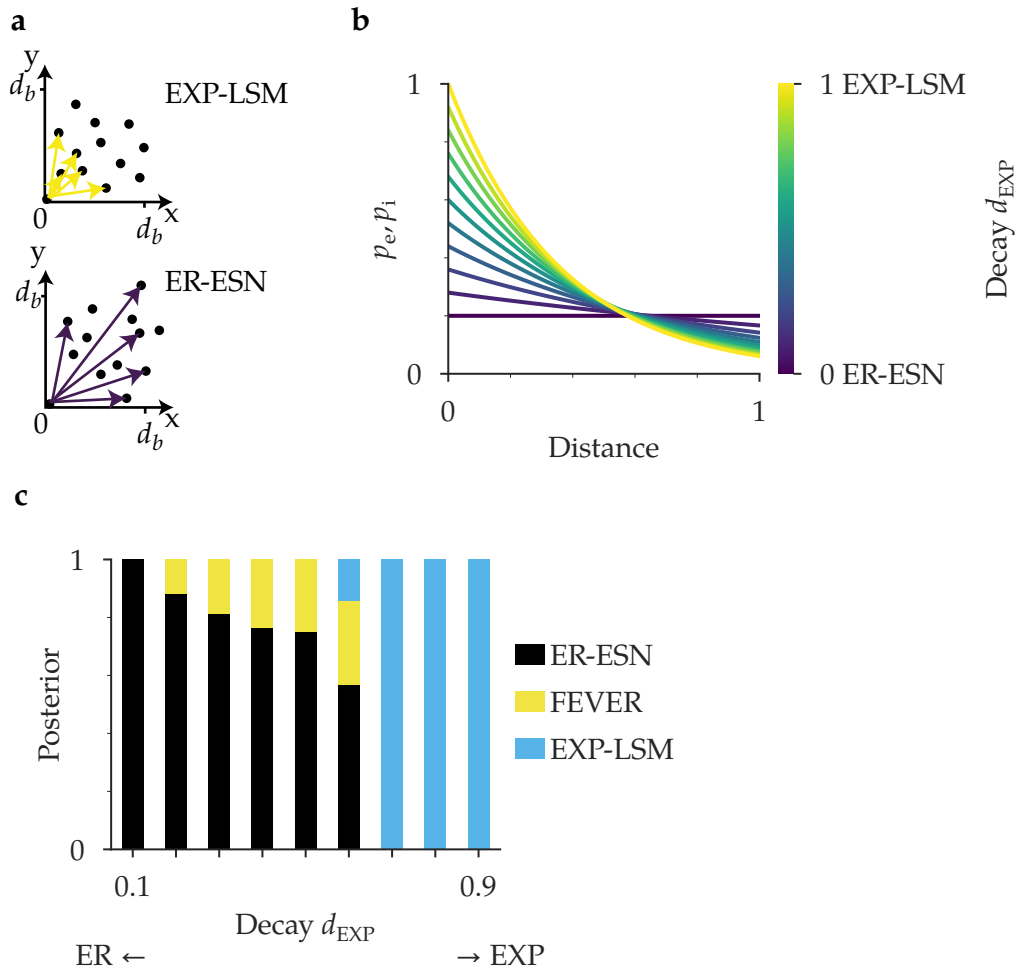 a
y
d_b
EXP-LSM
0
d_b
x
y
d_b
ER-ESN
0
d_b
x
b
1
p_e, p_i
0
0
1
Distance
1 EXP-LSM
0 ER-ESN
Decay d_EXP
c
1
Posterior
0
0.1
0.9
Decay d_EXP
ER ←
→ EXP
ER-ESN
FEVER
EXP-LSM